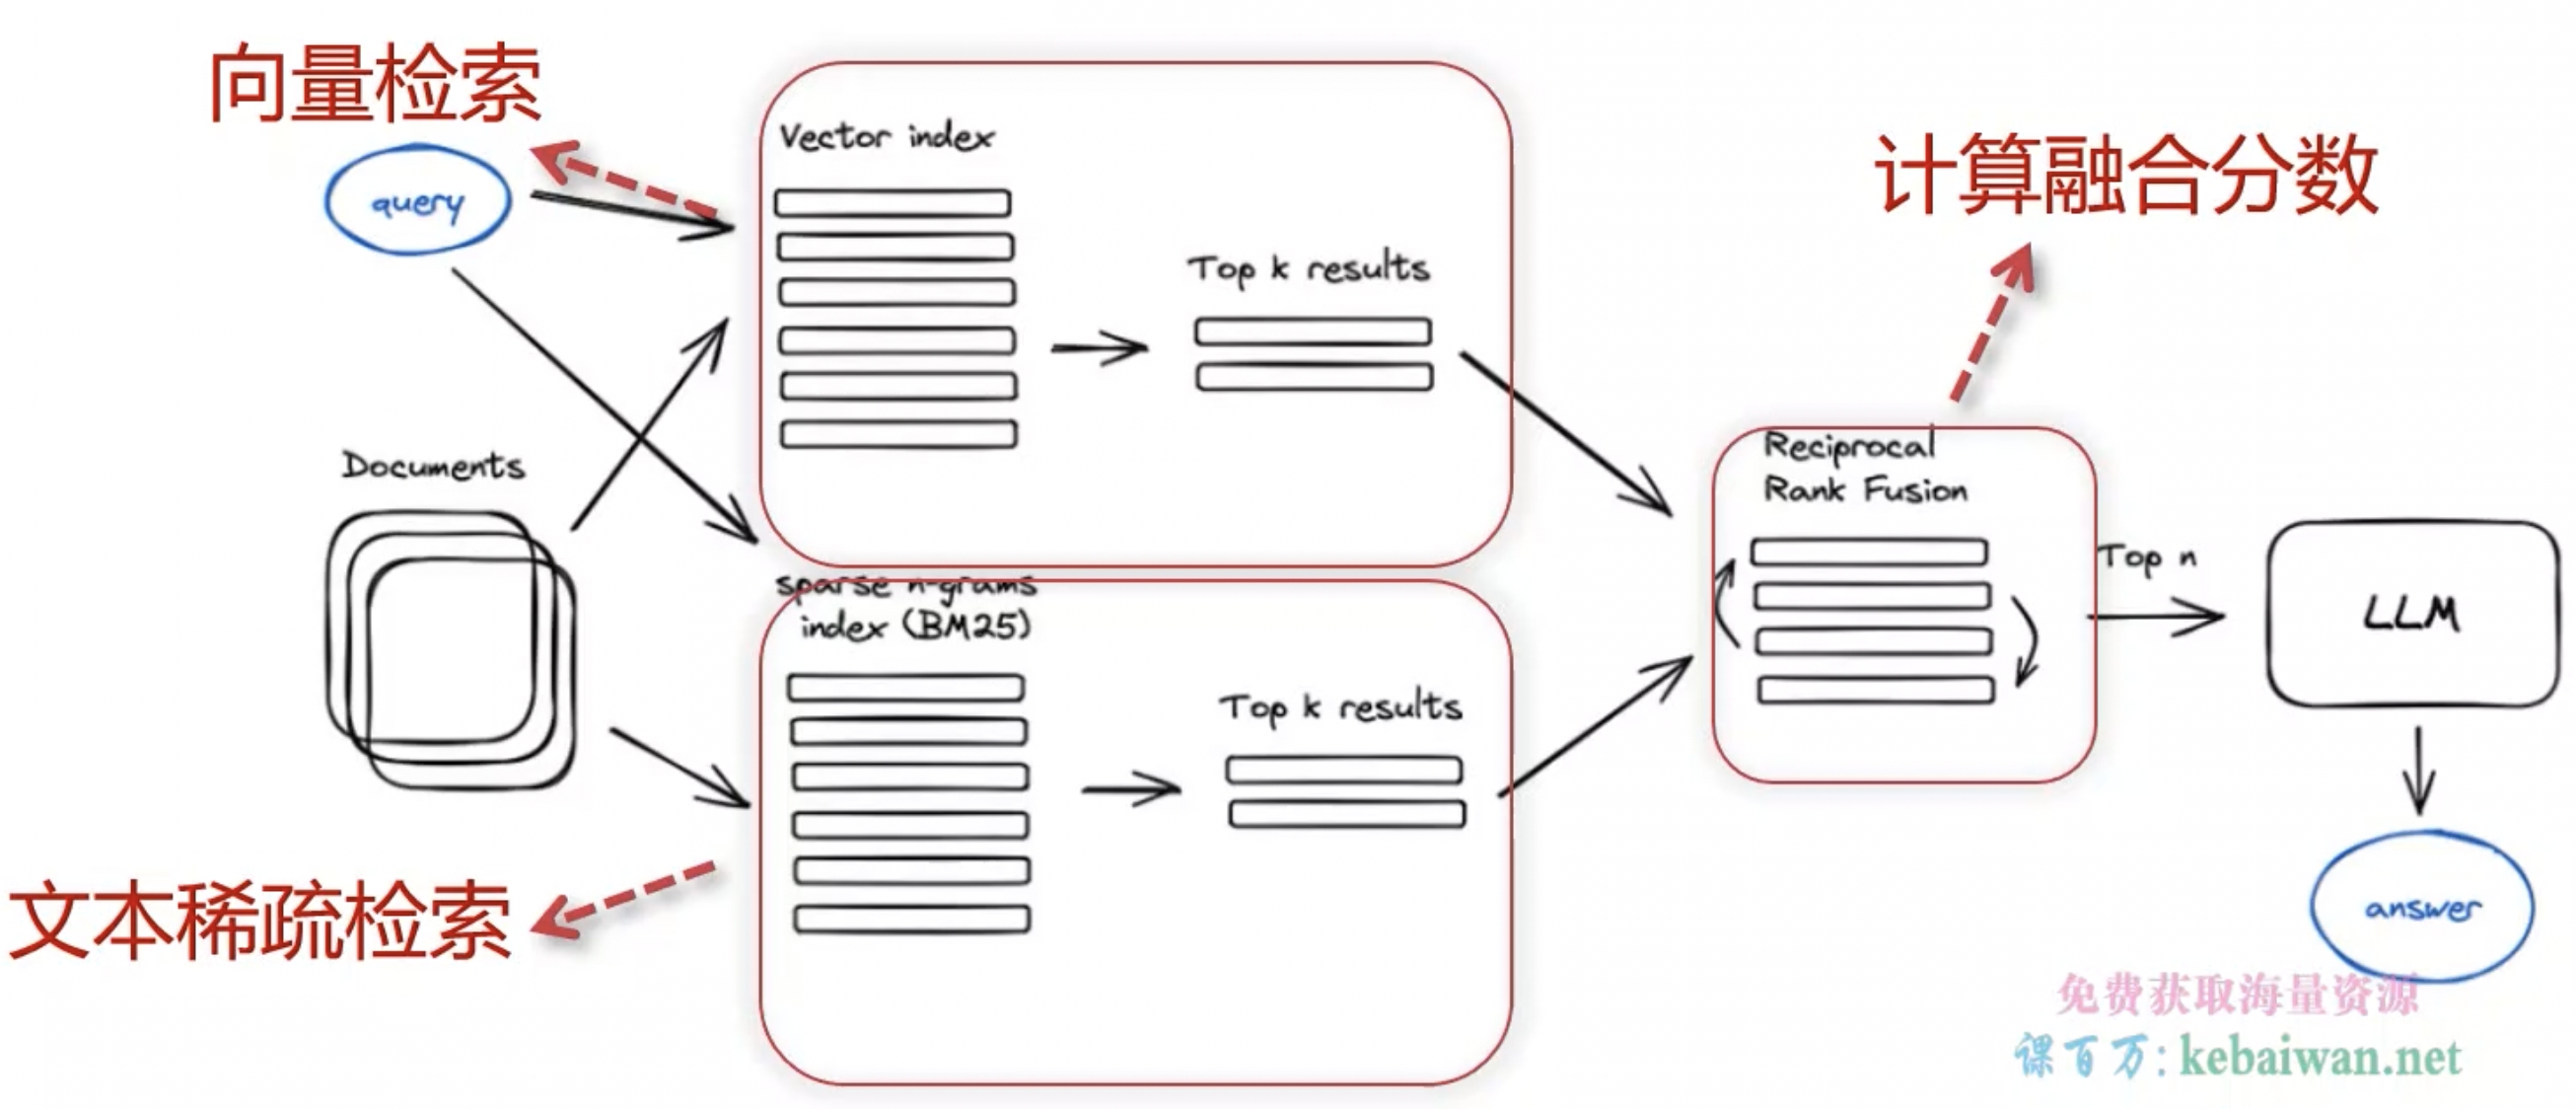 向量检索
query
Documents
文本稀疏检索
Vector index
Top k results
sparse n-grams
index (BM25)
Top k results
计算融合分数
Reciprocal
Rank Fusion
Top n
LLM
answer
免费获取海量资源
课百万: kebaiwan.net